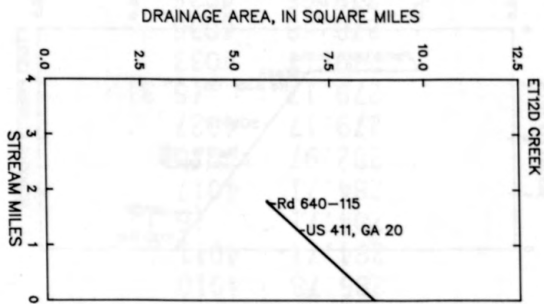 DRAINAGE AREA, IN SQUARE MILES
0.0 2.5 5.0 7.5 10.0 12.5
ET12D CREEK
4
3
2
1
0
STREAM MILES
Rd 640-115
US 411, GA 20